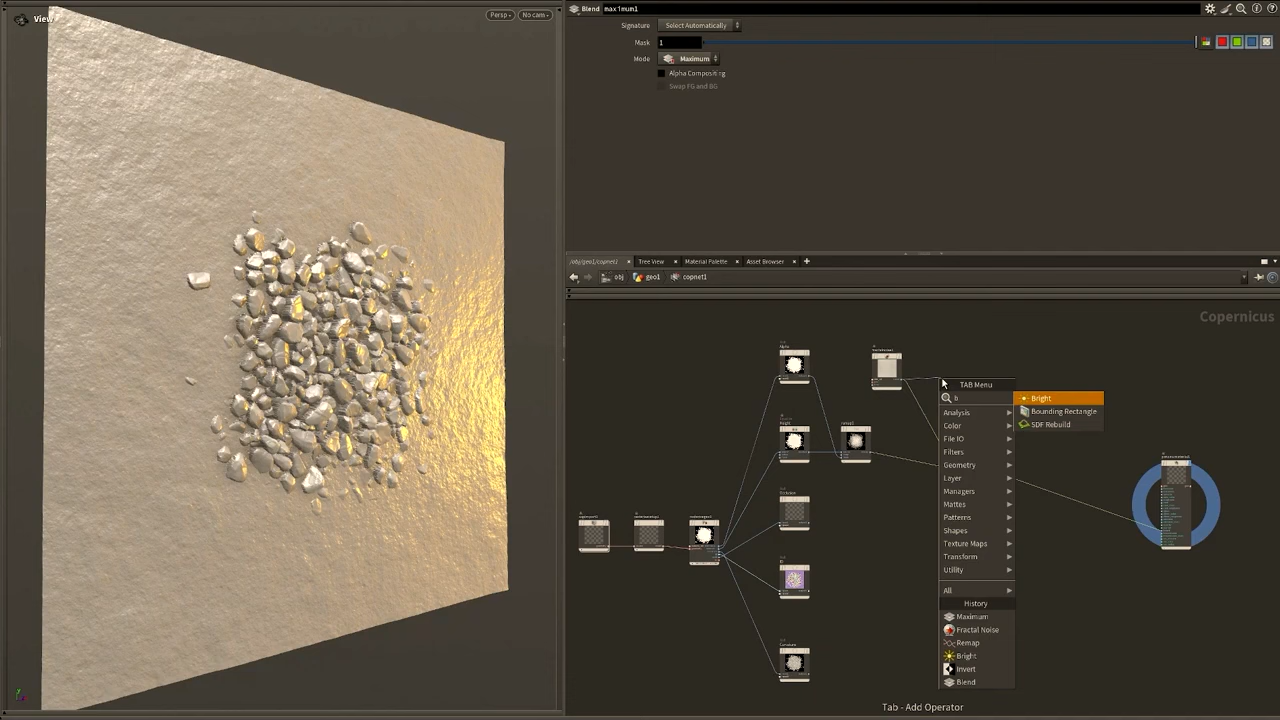 View
Persp
No cam
Blend max1mum1
Signature Select Automatically
Mask 1
Mode Maximum
Alpha Compositing
Swap FG and BG
/obj/geo1/copnet1 Tree View Material Palette Asset Browser
obj geo1 copnet1
Copernicus
TAB Menu
b
Bright
Bounding Rectangle
SDF Rebuild
Analysis
Color
File IO
Filters
Geometry
Layer
Managers
Mattes
Patterns
Shapes
Texture Maps
Transform
Utility
All
History
Maximum
Fractal Noise
Remap
Bright
Invert
Blend
Tab - Add Operator